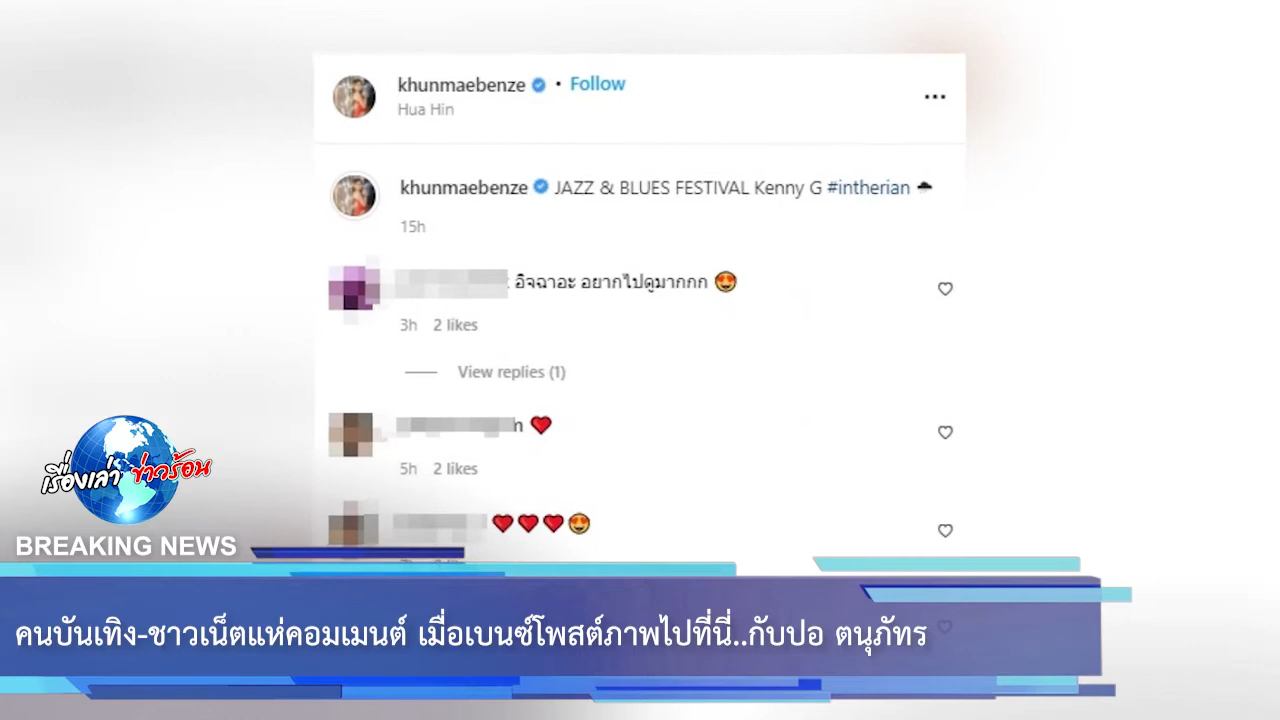 khunmaebenze • Follow
Hua Hin
khunmaebenze JAZZ & BLUES FESTIVAL Kenny G #intherian
15h
อิจฉาอะ อยากไปดูมากกก 😍
3h 2 likes
View replies (1)
❤️
5h 2 likes
❤️❤️❤️😍
เรื่องเล่า ข่าวร้อน
BREAKING NEWS
คนบันเทิง-ชาวเน็ตแห่คอมเมนต์ เมื่อเบนซ์โพสต์ภาพไปที่นี่..กับปอ ตนุภัทร